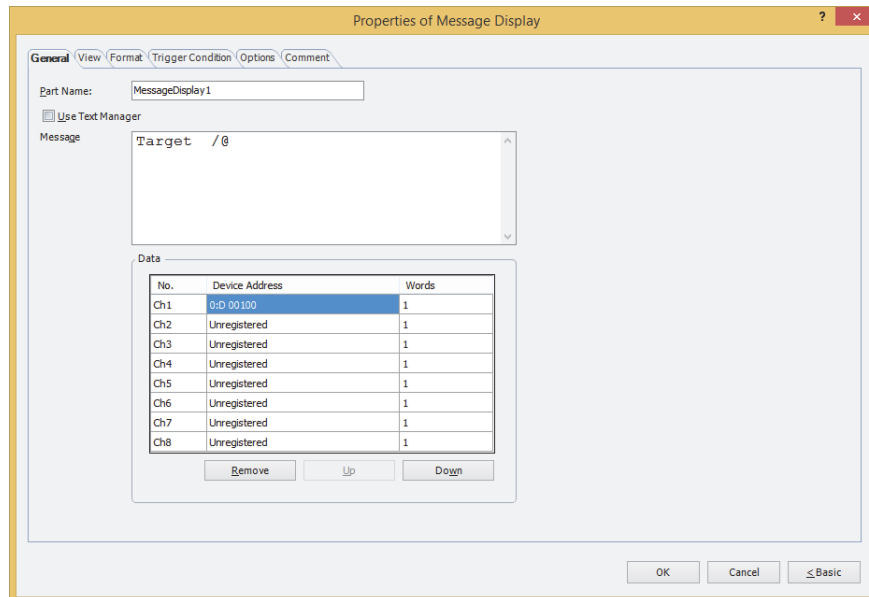 Properties of Message Display
?
General View Format Trigger Condition Options Comment
Part Name: MessageDisplay1
Use Text Manager
Message
Target  /@
Data
No. Device Address Words
Ch1 0:D 00100 1
Ch2 Unregistered 1
Ch3 Unregistered 1
Ch4 Unregistered 1
Ch5 Unregistered 1
Ch6 Unregistered 1
Ch7 Unregistered 1
Ch8 Unregistered 1
Remove Up Down
OK Cancel < Basic